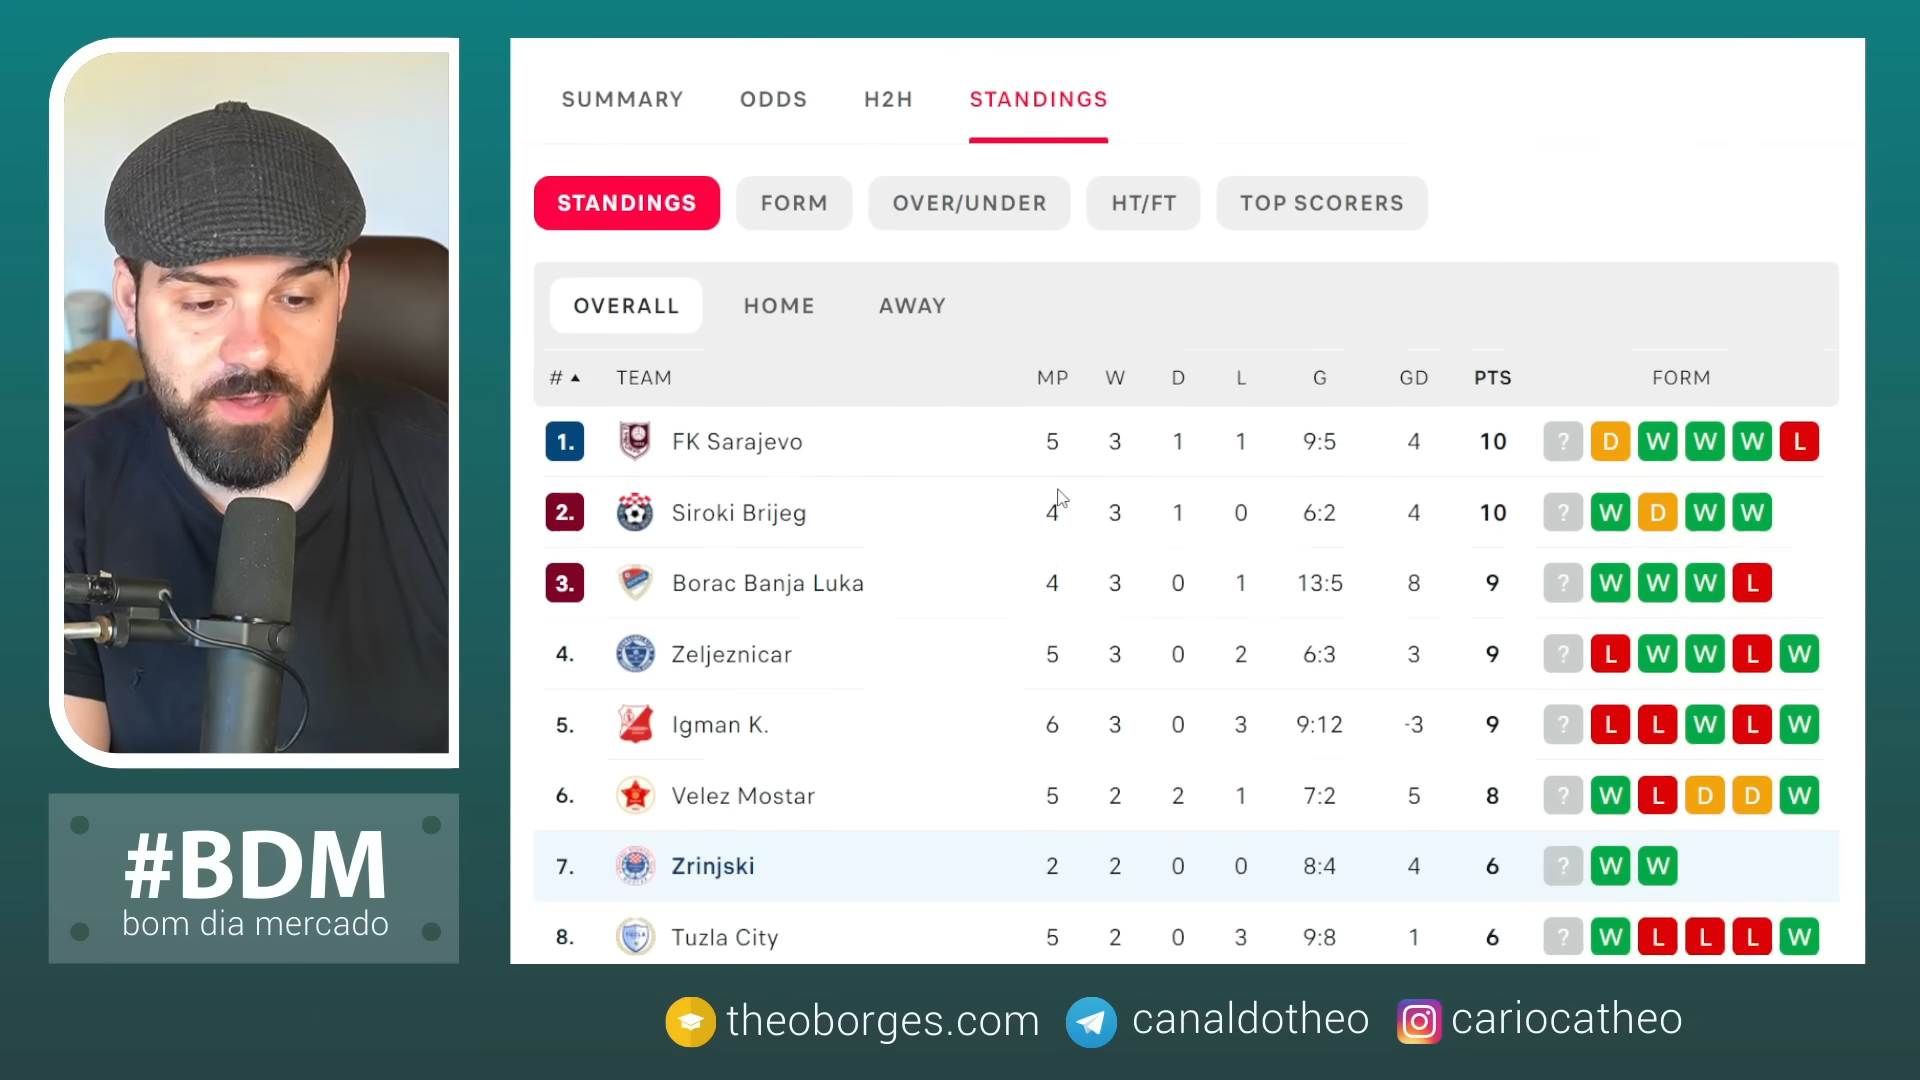 SUMMARY ODDS H2H STANDINGS
STANDINGS FORM OVER/UNDER HT/FT TOP SCORERS
OVERALL HOME AWAY
# TEAM MP W D L G GD PTS FORM
1. FK Sarajevo 5 3 1 1 9:5 4 10 ? D W W W L
2. Siroki Brijeg 4 3 1 0 6:2 4 10 ? W D W W
3. Borac Banja Luka 4 3 0 1 13:5 8 9 ? W W W L
4. Zeljeznicar 5 3 0 2 6:3 3 9 ? L W W L W
5. Igman K. 6 3 0 3 9:12 -3 9 ? L L W L W
6. Velez Mostar 5 2 2 1 7:2 5 8 ? W L D D W
7. Zrinjski 2 2 0 0 8:4 4 6 ? W W
8. Tuzla City 5 2 0 3 9:8 1 6 ? W L L L W
#BDM
bom dia mercado
theoborges.com canaldotheo cariocatheo